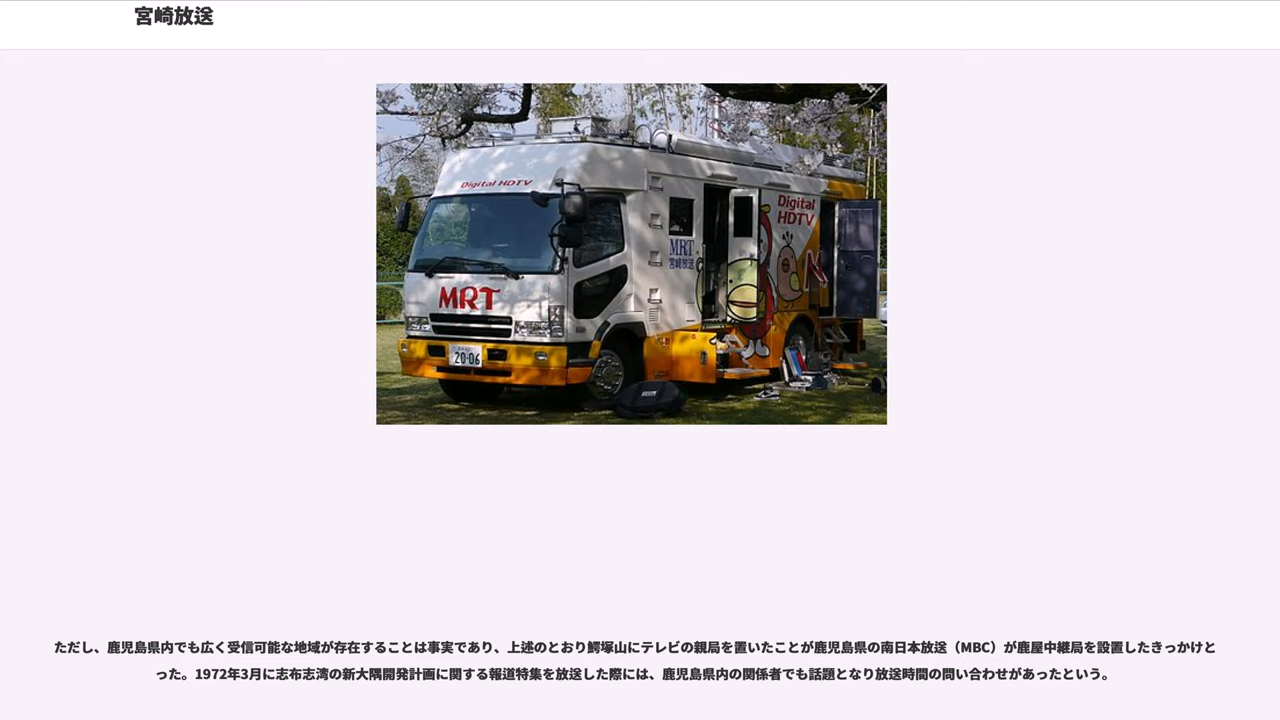 宮崎放送
Digital HDTV
Digital
HDTV
MRT
宮崎放送
MRT
20-06
ただし、鹿児島県内でも広く受信可能な地域が存在することは事実であり、上述のとおり鰐塚山にテレビの親局を置いたことが鹿児島県の南日本放送（MBC）が鹿屋中継局を設置したきっかけと
った。1972年3月に志布志湾の新大隅開発計画に関する報道特集を放送した際には、鹿児島県内の関係者でも話題となり放送時間の問い合わせがあったという。